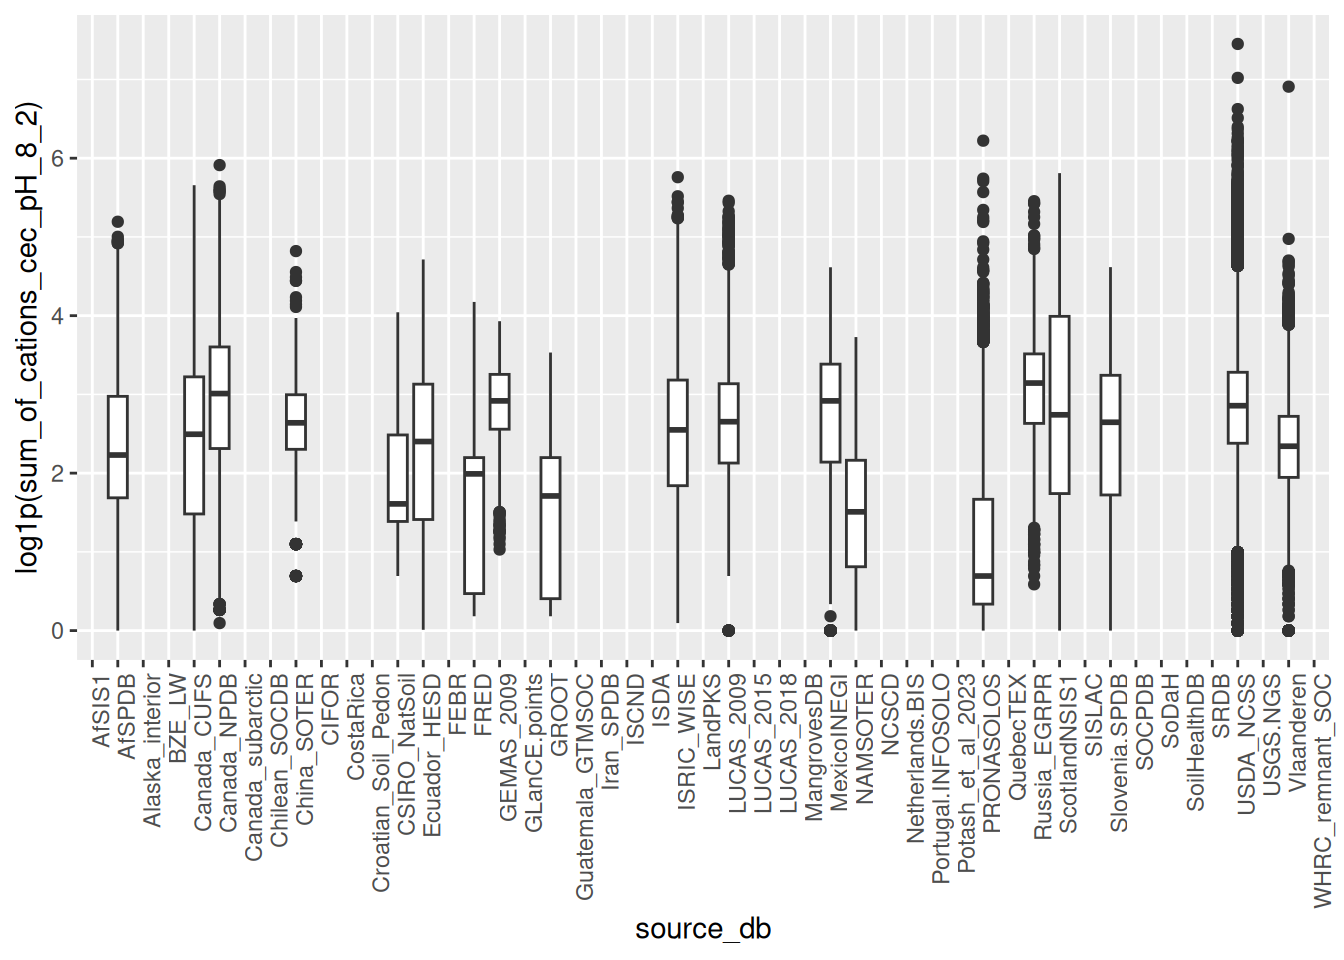 log1p(sum_of_cations_cec_pH_8_2)
6
4
2
0
AfSIS1
AfSPDB
Alaska_interior
BZE_LW
Canada_CUFS
Canada_NPDB
Canada_subarctic
Chilean_SOCDB
China_SOTER
CIFOR
CostaRica
Croatian_Soil_Pedon
CSIRO_NatSoil
Ecuador_HESD
FEBR
FRED
GEMAS_2009
GLanCE.points
GROOT
Guatemala_GTMSOC
Iran_SPDB
ISCND
ISDA
ISRIC_WISE
LandPKS
LUCAS_2009
LUCAS_2015
LUCAS_2018
MangrovesDB
MexicoINEGI
NAMSOTER
NCSCD
Netherlands.BIS
Portugal.INFOSOLO
Potash_et_al_2023
PRONASOLOS
QuebecTEX
Russia_EGRPR
ScotlandNSIS1
SISLAC
Slovenia.SPDB
SOCPDB
SoDaH
SoilHealthDB
SRDB
USDA_NCSS
USGS.NGS
Vlaanderen
WHRC_remnant_SOC
source_db